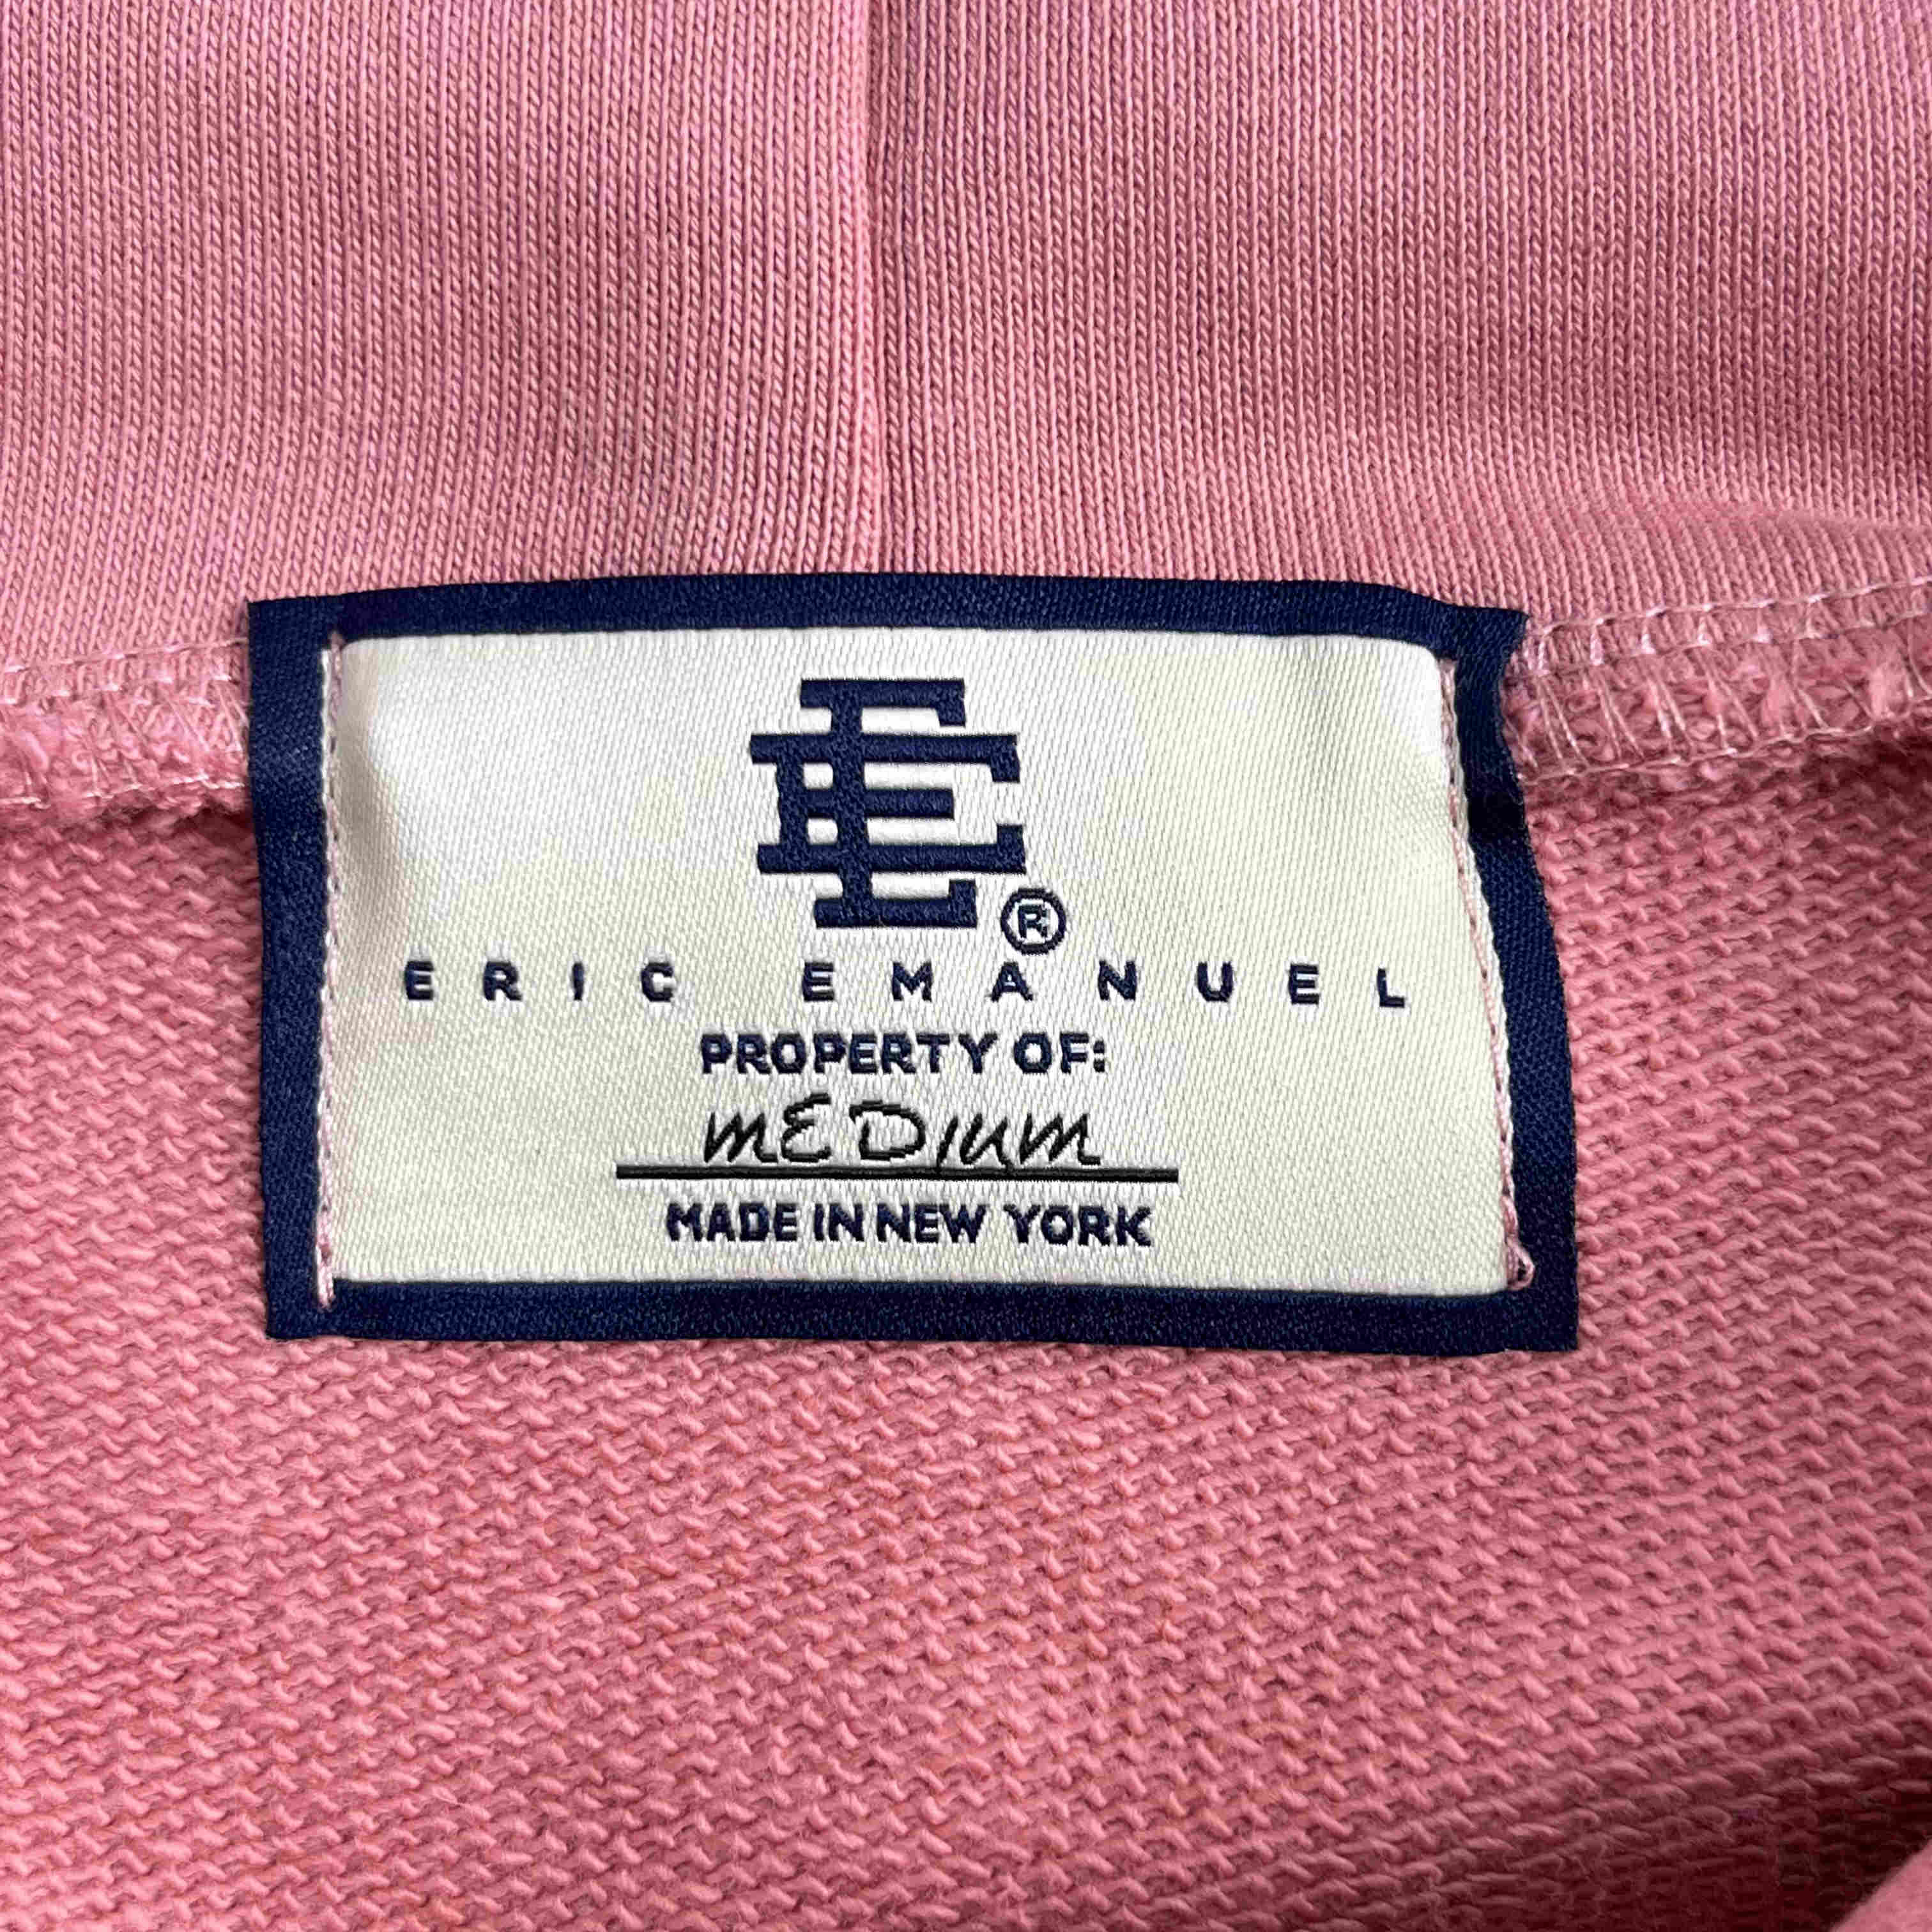 EE®
ERIC EMANUEL
PROPERTY OF:
MEDIUM
MADE IN NEW YORK